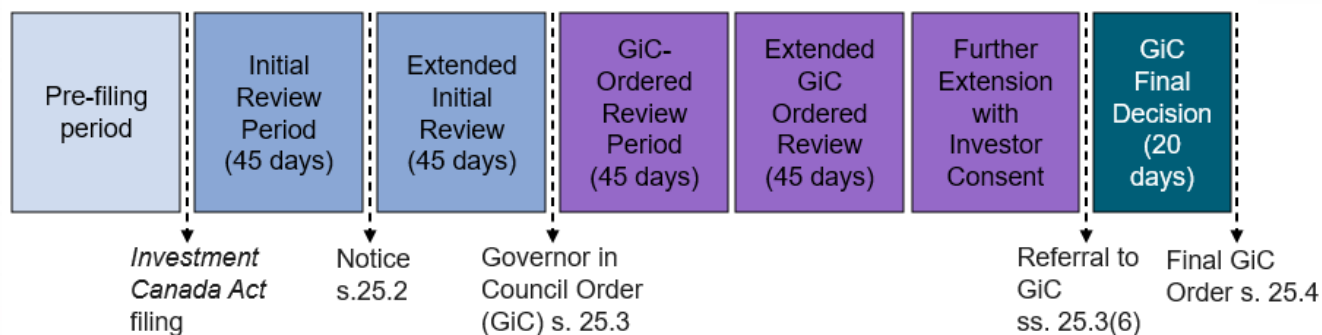 Pre-filing
period
Initial
Review
Period
(45 days)
Extended
Initial
Review
(45 days)
GiC-
Ordered
Review
Period
(45 days)
Extended
GiC
Ordered
Review
(45 days)
Further
Extension
with
Investor
Consent
GiC
Final
Decision
(20
days)
Investment
Canada Act
filing
Notice
s.25.2
Governor in
Council Order
(GiC) s. 25.3
Referral to
GiC
ss. 25.3(6)
Final GiC
Order s. 25.4